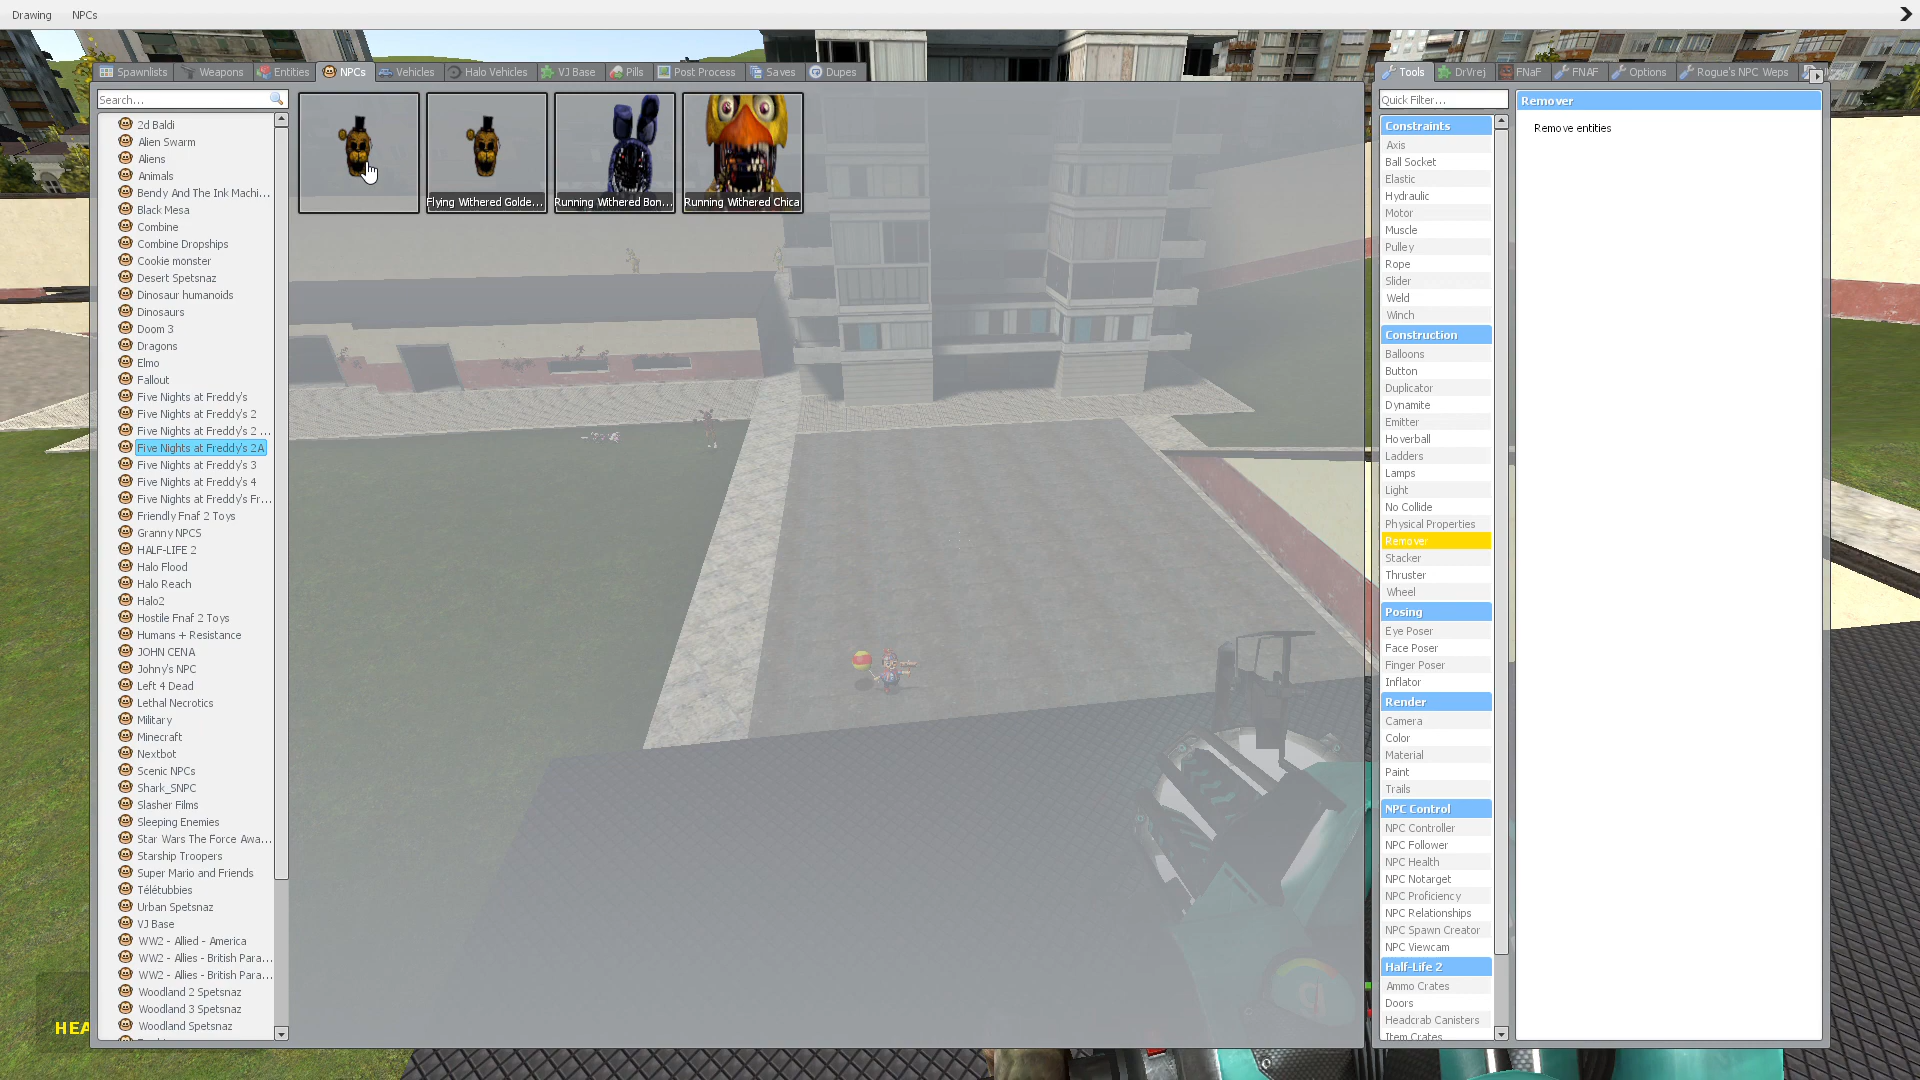 Drawing NPCs
Spawnlists Weapons Entities NPCs Vehicles Halo Vehicles VJ Base Pills Post Process Saves Dupes
Search...
2d Baldi
Alien Swarm
Aliens
Animals
Bendy And The Ink Machi...
Black Mesa
Combine
Combine Dropships
Cookie monster
Desert Spetsnaz
Dinosaur humanoids
Dinosaurs
Doom 3
Dragons
Elmo
Fallout
Five Nights at Freddy's
Five Nights at Freddy's 2
Five Nights at Freddy's 2 ...
Five Nights at Freddy's 2A
Five Nights at Freddy's 3
Five Nights at Freddy's 4
Five Nights at Freddy's Fr...
Friendly Fnaf 2 Toys
Granny NPCS
HALF-LIFE 2
Halo Flood
Halo Reach
Halo2
Hostile Fnaf 2 Toys
Humans + Resistance
JOHN CENA
Johny's NPC
Left 4 Dead
Lethal Necrotics
Military
Minecraft
Nextbot
Scenic NPCs
Shark_SNPC
Slasher Films
Sleeping Enemies
Star Wars The Force Awa...
Starship Troopers
Super Mario and Friends
Télétubbies
Urban Spetsnaz
VJ Base
WW2 - Allied - America
WW2 - Allies - British Para...
WW2 - Allies - British Para...
Woodland 2 Spetsnaz
Woodland 3 Spetsnaz
Woodland Spetsnaz
HEA
Flying Withered Golde...
Running Withered Bon...
Running Withered Chica
Tools DrVrej FNaF FNAF Options Rogue's NPC Weps
Quick Filter...
Constraints
Axis
Ball Socket
Elastic
Hydraulic
Motor
Muscle
Pulley
Rope
Slider
Weld
Winch
Construction
Balloons
Button
Duplicator
Dynamite
Emitter
Hoverball
Ladders
Lamps
Light
No Collide
Physical Properties
Remover
Stacker
Thruster
Wheel
Posing
Eye Poser
Face Poser
Finger Poser
Inflator
Render
Camera
Color
Material
Paint
Trails
NPC Control
NPC Controller
NPC Follower
NPC Health
NPC Notarget
NPC Proficiency
NPC Relationships
NPC Spawn Creator
NPC Viewcam
Half-Life 2
Ammo Crates
Doors
Headcrab Canisters
Item Crates
Remover
Remove entities